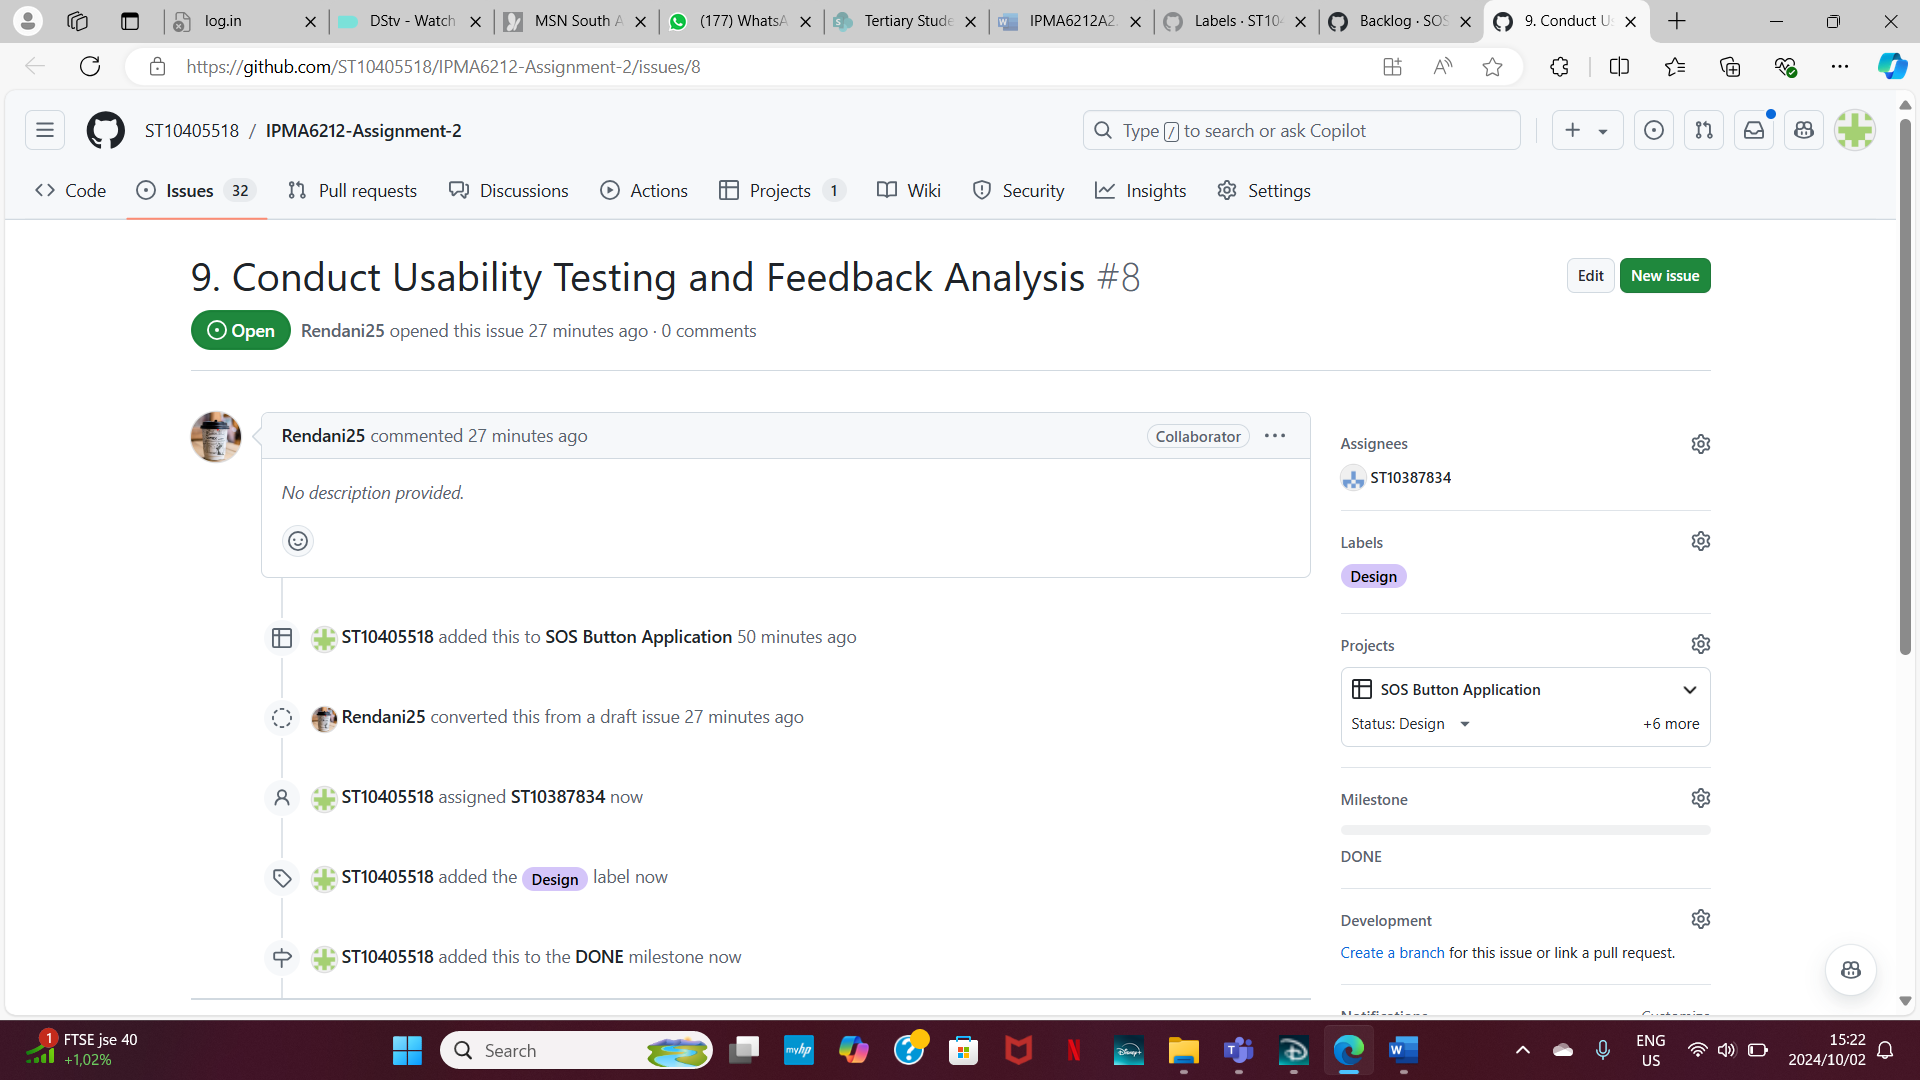 log.in
DStv - Watch
MSN South A
(177) WhatsA
Tertiary Stude
IPMA6212A2.
Labels · ST104
Backlog · SOS
9. Conduct Us
https://github.com/ST10405518/IPMA6212-Assignment-2/issues/8
ST10405518 / IPMA6212-Assignment-2
Type / to search or ask Copilot
Code
Issues 32
Pull requests
Discussions
Actions
Projects 1
Wiki
Security
Insights
Settings
9. Conduct Usability Testing and Feedback Analysis #8
Edit
New issue
Open
Rendani25 opened this issue 27 minutes ago · 0 comments
Rendani25 commented 27 minutes ago
Collaborator
No description provided.
ST10405518 added this to SOS Button Application 50 minutes ago
Rendani25 converted this from a draft issue 27 minutes ago
ST10405518 assigned ST10387834 now
ST10405518 added the Design label now
ST10405518 added this to the DONE milestone now
Assignees
ST10387834
Labels
Design
Projects
SOS Button Application
Status: Design
+6 more
Milestone
DONE
Development
Create a branch for this issue or link a pull request.
Notifications
Customize
1
FTSE jse 40
+1,02%
Search
myhp
Disney+
ENG
US
15:22
2024/10/02